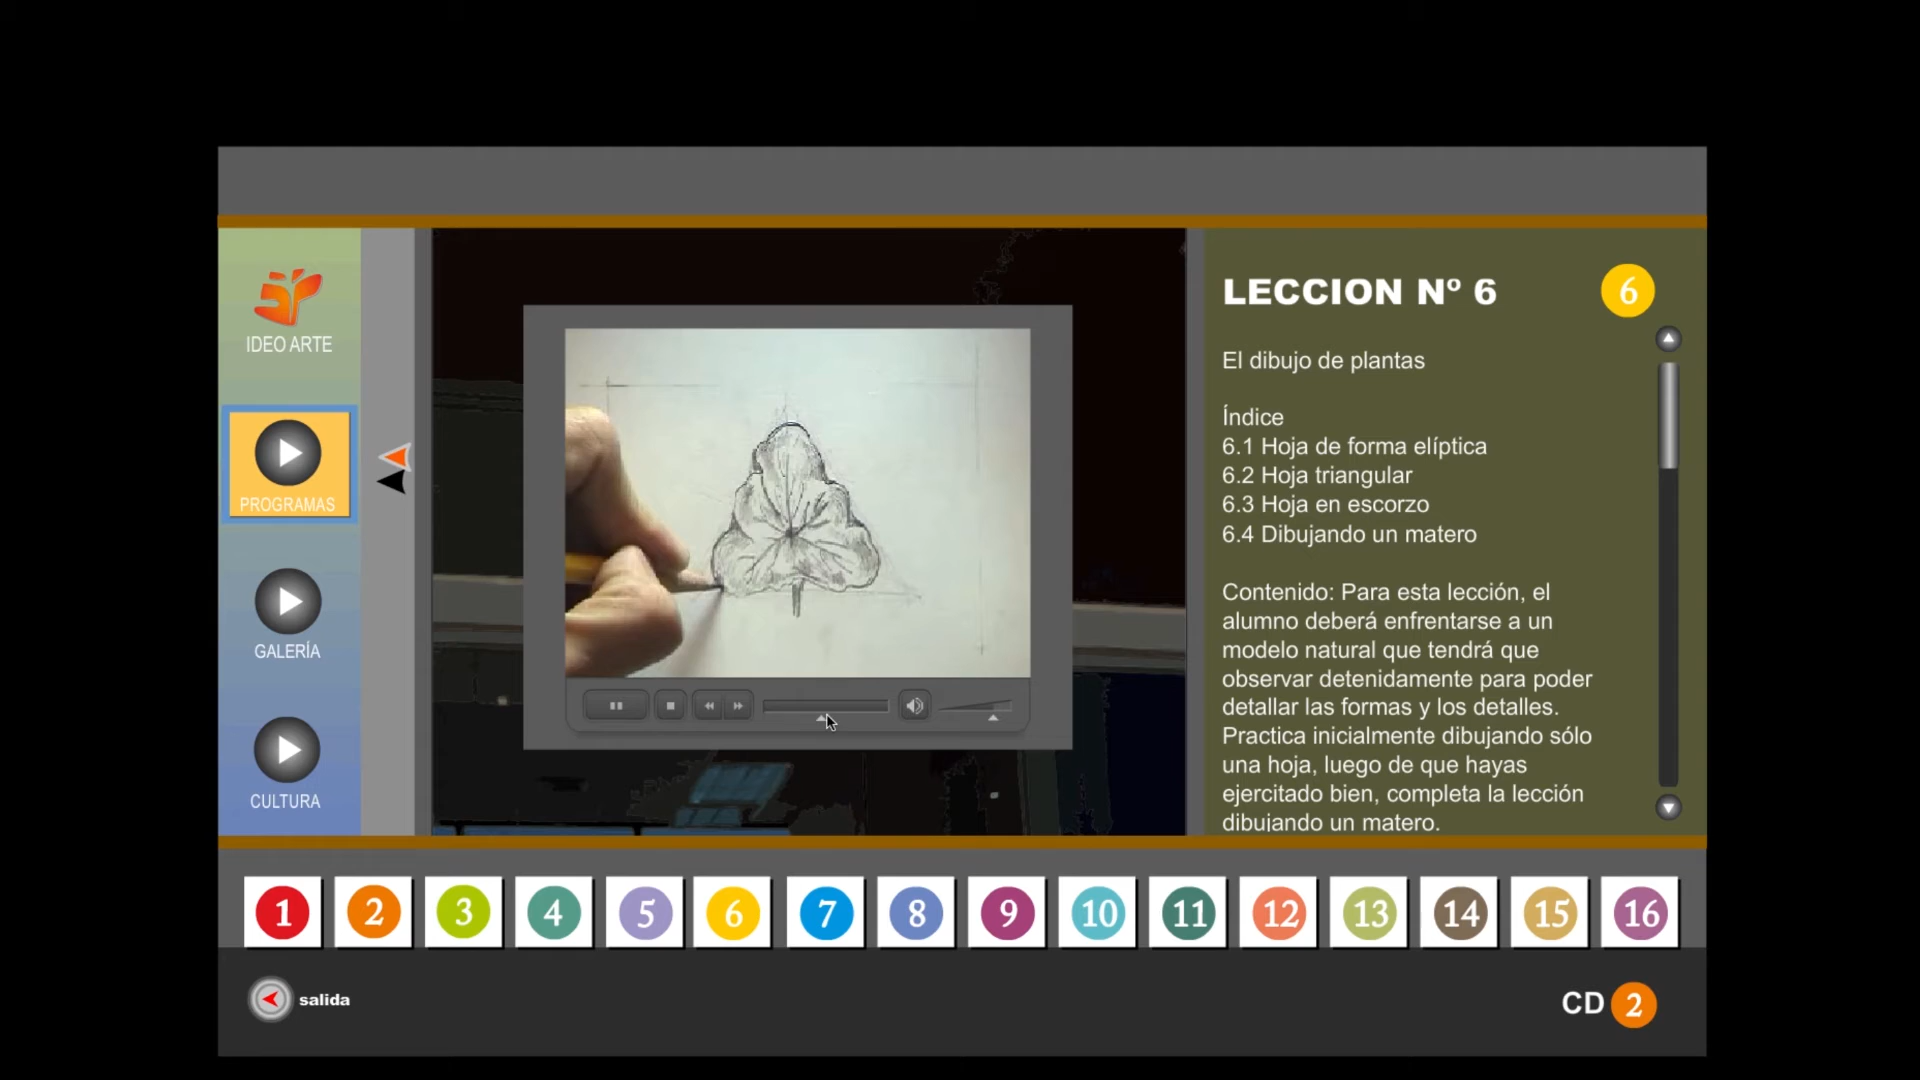 IDEO ARTE
PROGRAMAS
GALERÍA
CULTURA
LECCION Nº 6
6
El dibujo de plantas
Índice
6.1 Hoja de forma elíptica
6.2 Hoja triangular
6.3 Hoja en escorzo
6.4 Dibujando un matero
Contenido: Para esta lección, el
alumno deberá enfrentarse a un
modelo natural que tendrá que
observar detenidamente para poder
detallar las formas y los detalles.
Practica inicialmente dibujando sólo
una hoja, luego de que hayas
ejercitado bien, completa la lección
dibujando un matero.
1 2 3 4 5 6 7 8 9 10 11 12 13 14 15 16
salida
CD 2